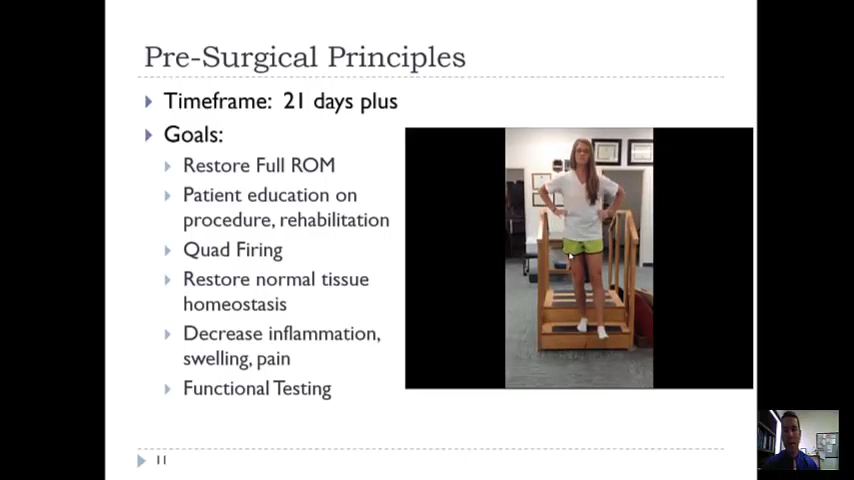 Pre-Surgical Principles
Timeframe: 21 days plus
Goals:
Restore Full ROM
Patient education on
procedure, rehabilitation
Quad Firing
Restore normal tissue
homeostasis
Decrease inflammation,
swelling, pain
Functional Testing
11